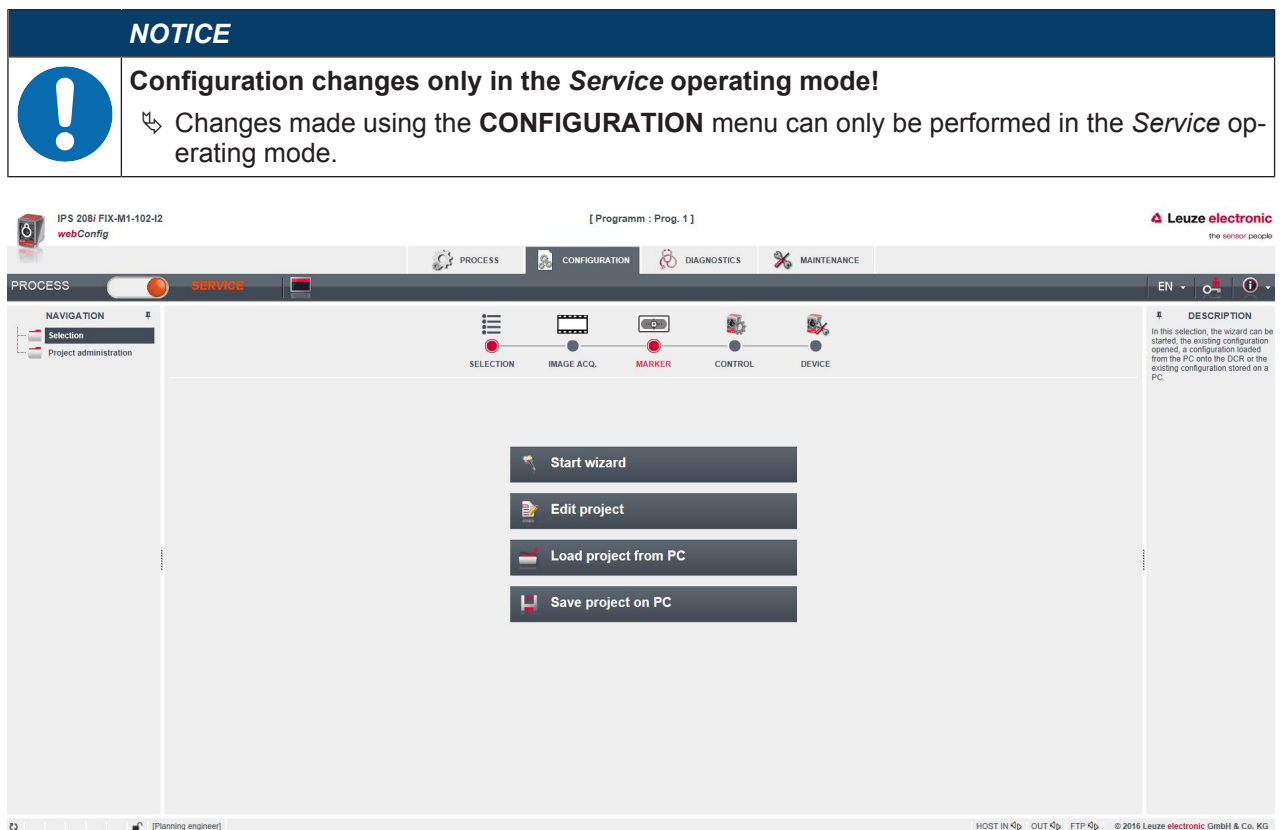 NOTICE
Configuration changes only in the Service operating mode!
Changes made using the CONFIGURATION menu can only be performed in the Service op-
erating mode.
IPS 208i FIX-M1-102-I2
webConfig
[ Programm : Prog. 1 ]
Leuze electronic
the sensor people
PROCESS
CONFIGURATION
DIAGNOSTICS
MAINTENANCE
PROCESS
SERVICE
EN
NAVIGATION
Selection
Project administration
SELECTION
IMAGE ACQ.
MARKER
CONTROL
DEVICE
Start wizard
Edit project
Load project from PC
Save project on PC
DESCRIPTION
In this selection, the wizard can be
started, the existing configuration
opened, a configuration loaded
from the PC onto the DCR or the
existing configuration stored on a
PC.
[Planning engineer]
HOST IN OUT FTP © 2016 Leuze electronic GmbH & Co. KG